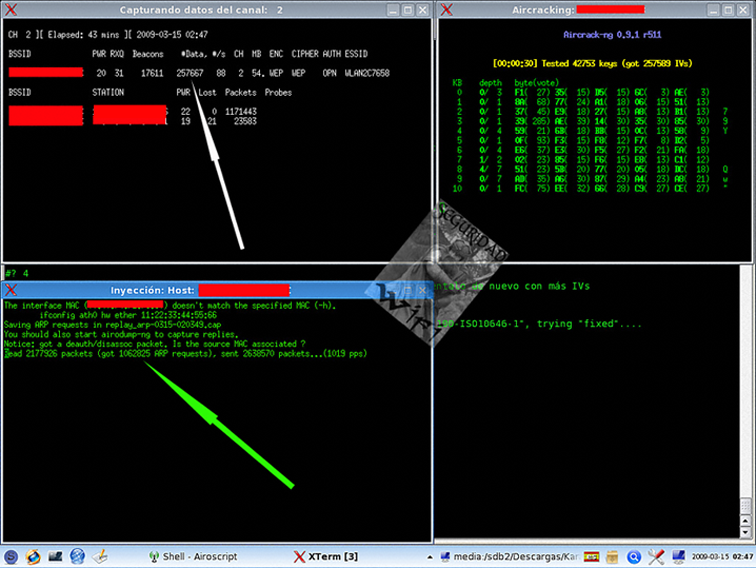 Capturando datos del canal: 2
CH 2 ][ Elapsed: 43 mins ][ 2009-03-15 02:47
BSSID PWR RXQ Beacons #Data, #/s CH MB ENC CIPHER AUTH ESSID
20 31 17611 257667 88 2 54. WEP WEP OPN WLAN2C7658
BSSID STATION PWR Lost Packets Probes
22 0 1171443
19 21 23583
Aircracking:
Aircrack-ng 0.9.1 r511
[00:00:30] Tested 42753 keys (got 257589 IVs)
KB depth byte(vote)
0 0/ 3 F1( 27) 35( 15) D5( 15) 6C( 3) AE( 3)
1 0/ 1 8A( 68) 77( 24) A1( 18) 06( 15) 51( 13)
2 0/ 1 37( 45) E9( 18) 27( 15) A8( 13) D1( 13) 7
3 0/ 1 39( 285) AE( 39) 14( 30) 35( 30) 85( 30) 9
4 0/ 4 59( 21) 6B( 18) BB( 15) 0C( 13) 5B( 9) Y
5 0/ 1 0F( 93) F3( 15) F8( 12) F7( 8) D2( 5)
6 0/ 4 E6( 37) E3( 30) F5( 27) F2( 21) FA( 18)
7 1/ 2 02( 23) 85( 15) F6( 15) E8( 13) C1( 12)
8 4/ 7 51( 23) 5B( 20) 77( 20) 05( 18) DC( 18) Q
9 4/ 7 AD( 35) A6( 30) 87( 29) A4( 23) AB( 21)
10 0/ 1 FC( 75) EE( 32) 66( 28) C9( 27) CE( 27) "
#? 4
Inyección: Host:
The interface MAC ( ) doesn't match the specified MAC (-h).
ifconfig ath0 hw ether 11:22:33:44:55:66
Saving ARP requests in replay_arp-0315-020349.cap
You should also start airodump-ng to capture replies.
Notice: got a deauth/disassoc packet. Is the source MAC associated ?
Read 2177926 packets (got 1062825 ARP requests), sent 2638570 packets...(1019 pps)
de nuevo con más IVs
-ISO10646-1", trying "fixed"....
SEGURIDAD
Shell - Airoscript
XTerm [3]
media:/sdb2/Descargas/Kar
2009-03-15 02:47